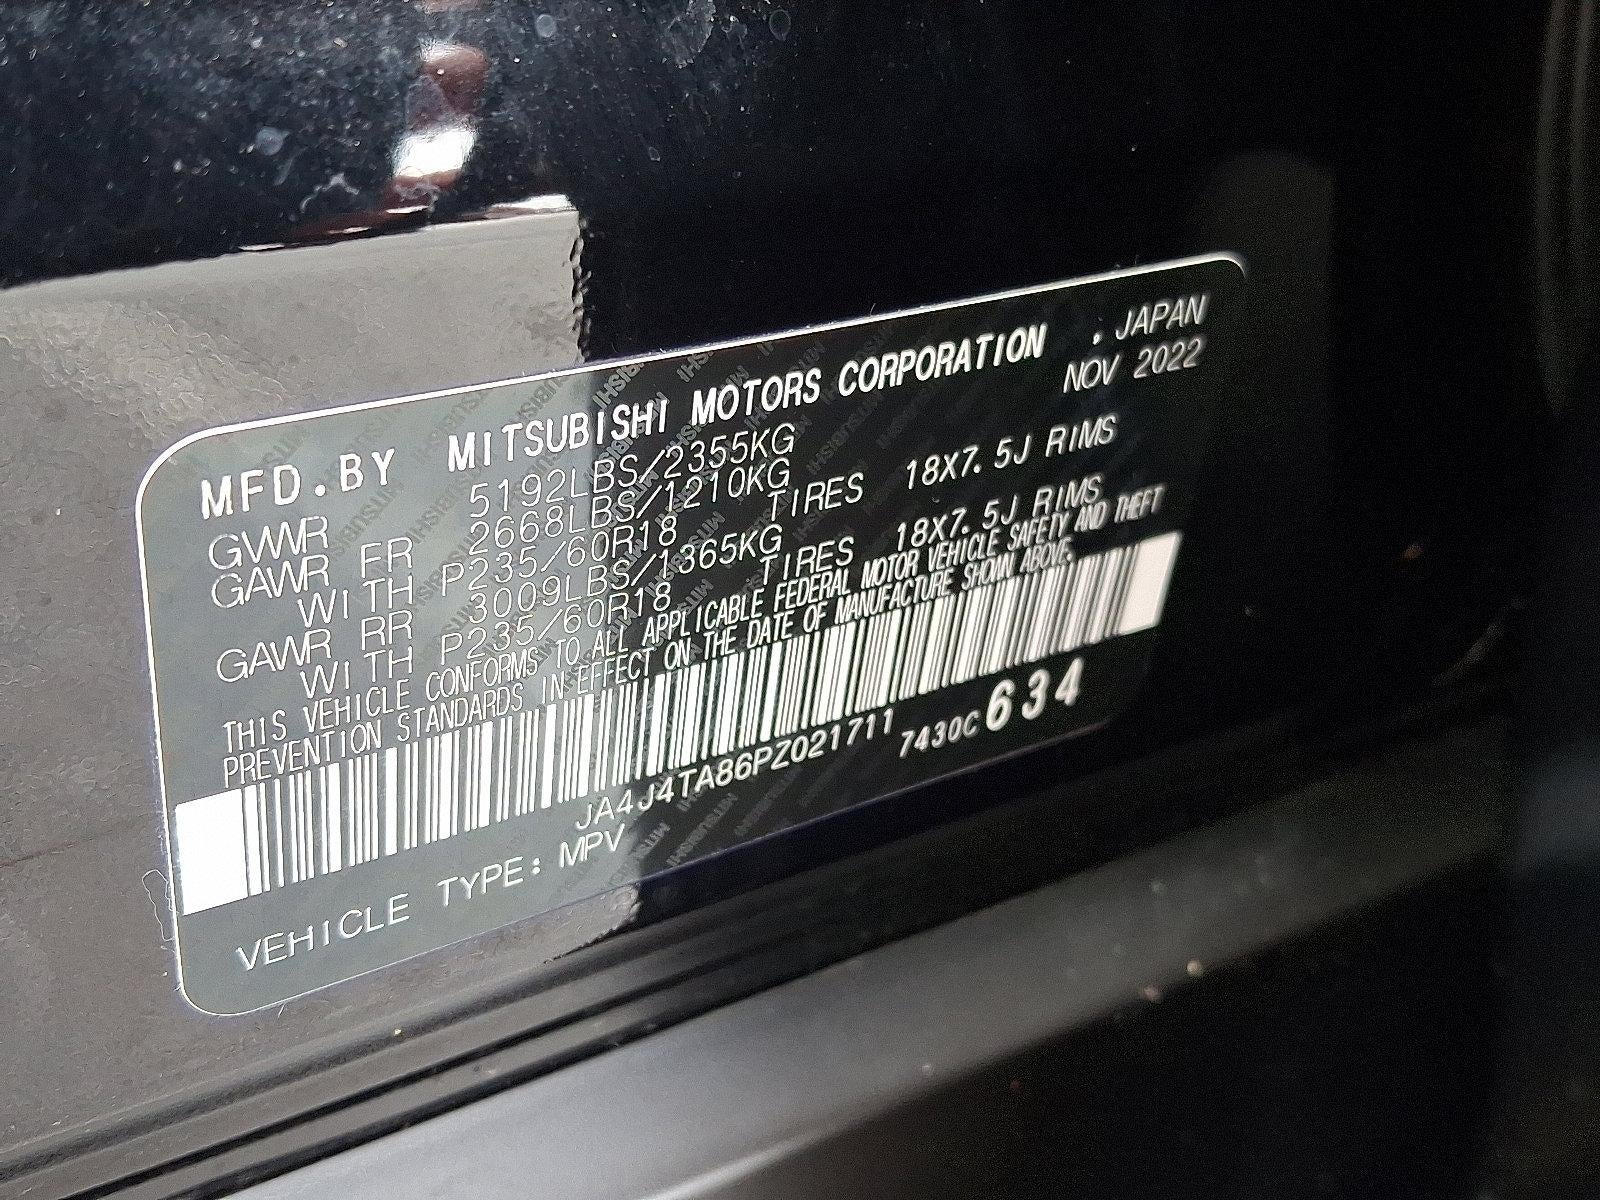 MFD.BY MITSUBISHI MOTORS CORPORATION , JAPAN
NOV 2022
GVWR 5192LBS/2355KG
GAWR FR 2668LBS/1210KG
WITH P235/60R18 TIRES 18X7.5J RIMS
GAWR RR 3009LBS/1365KG
WITH P235/60R18 TIRES 18X7.5J RIMS
THIS VEHICLE CONFORMS TO ALL APPLICABLE FEDERAL MOTOR VEHICLE SAFETY AND THEFT
PREVENTION STANDARDS IN EFFECT ON THE DATE OF MANUFACTURE SHOWN ABOVE.
JA4J4TA86PZ021711 7430C 634
VEHICLE TYPE: MPV